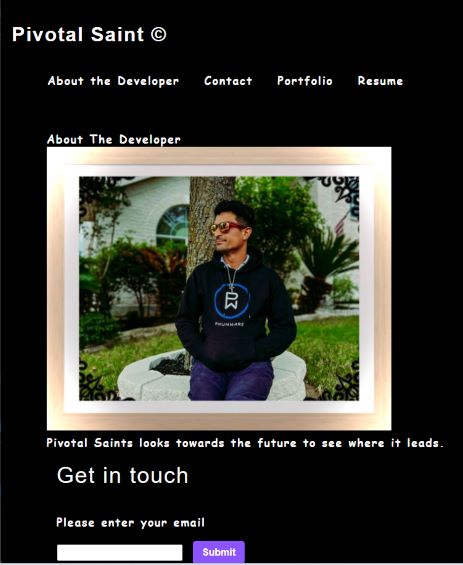 Pivotal Saint ©
About the Developer Contact Portfolio Resume
About The Developer
PHUNWARE
Pivotal Saints looks towards the future to see where it leads.
Get in touch
Please enter your email
Submit